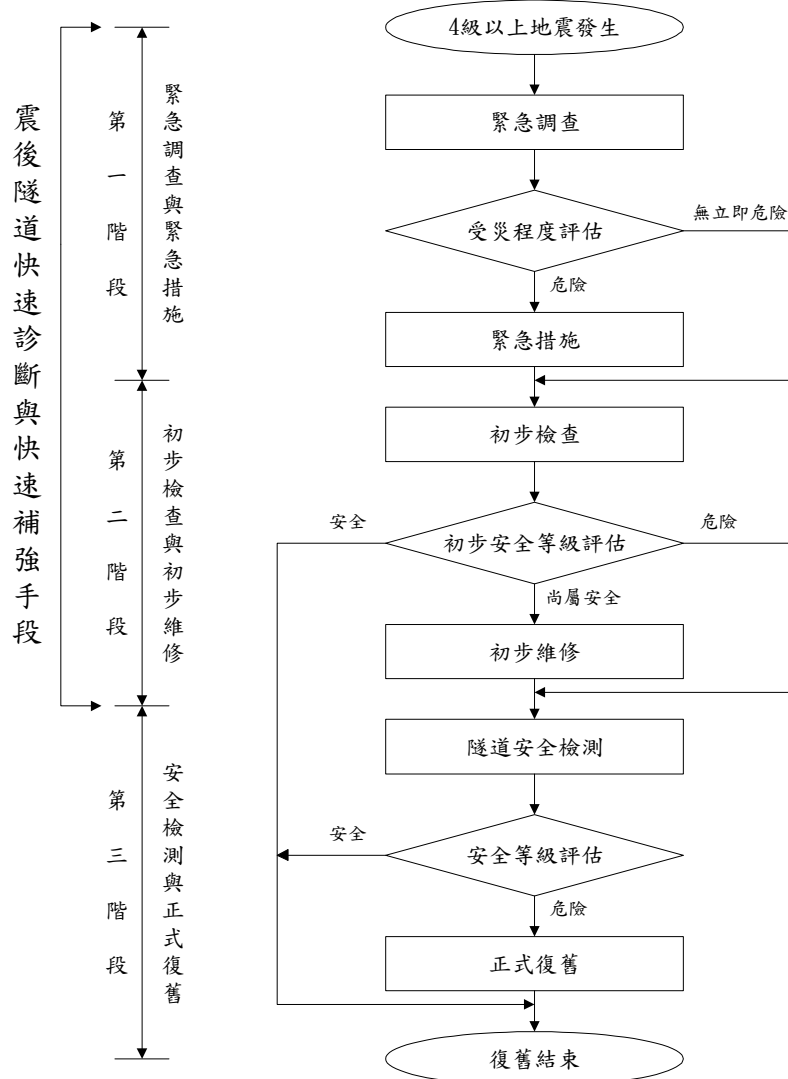 震後隧道快速診斷與快速補強手段
第一階段
緊急調查與緊急措施
第二階段
初步檢查與初步維修
第三階段
安全檢測與正式復舊
4級以上地震發生
緊急調查
受災程度評估
無立即危險
危險
緊急措施
初步檢查
安全
初步安全等級評估
危險
尚屬安全
初步維修
隧道安全檢測
安全
安全等級評估
危險
正式復舊
復舊結束